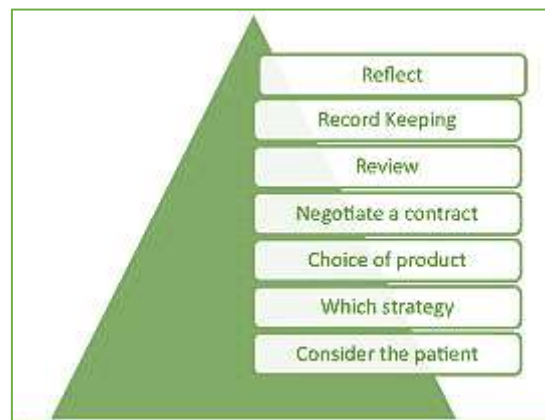 Reflect
Record Keeping
Review
Negotiate a contract
Choice of product
Which strategy
Consider the patient